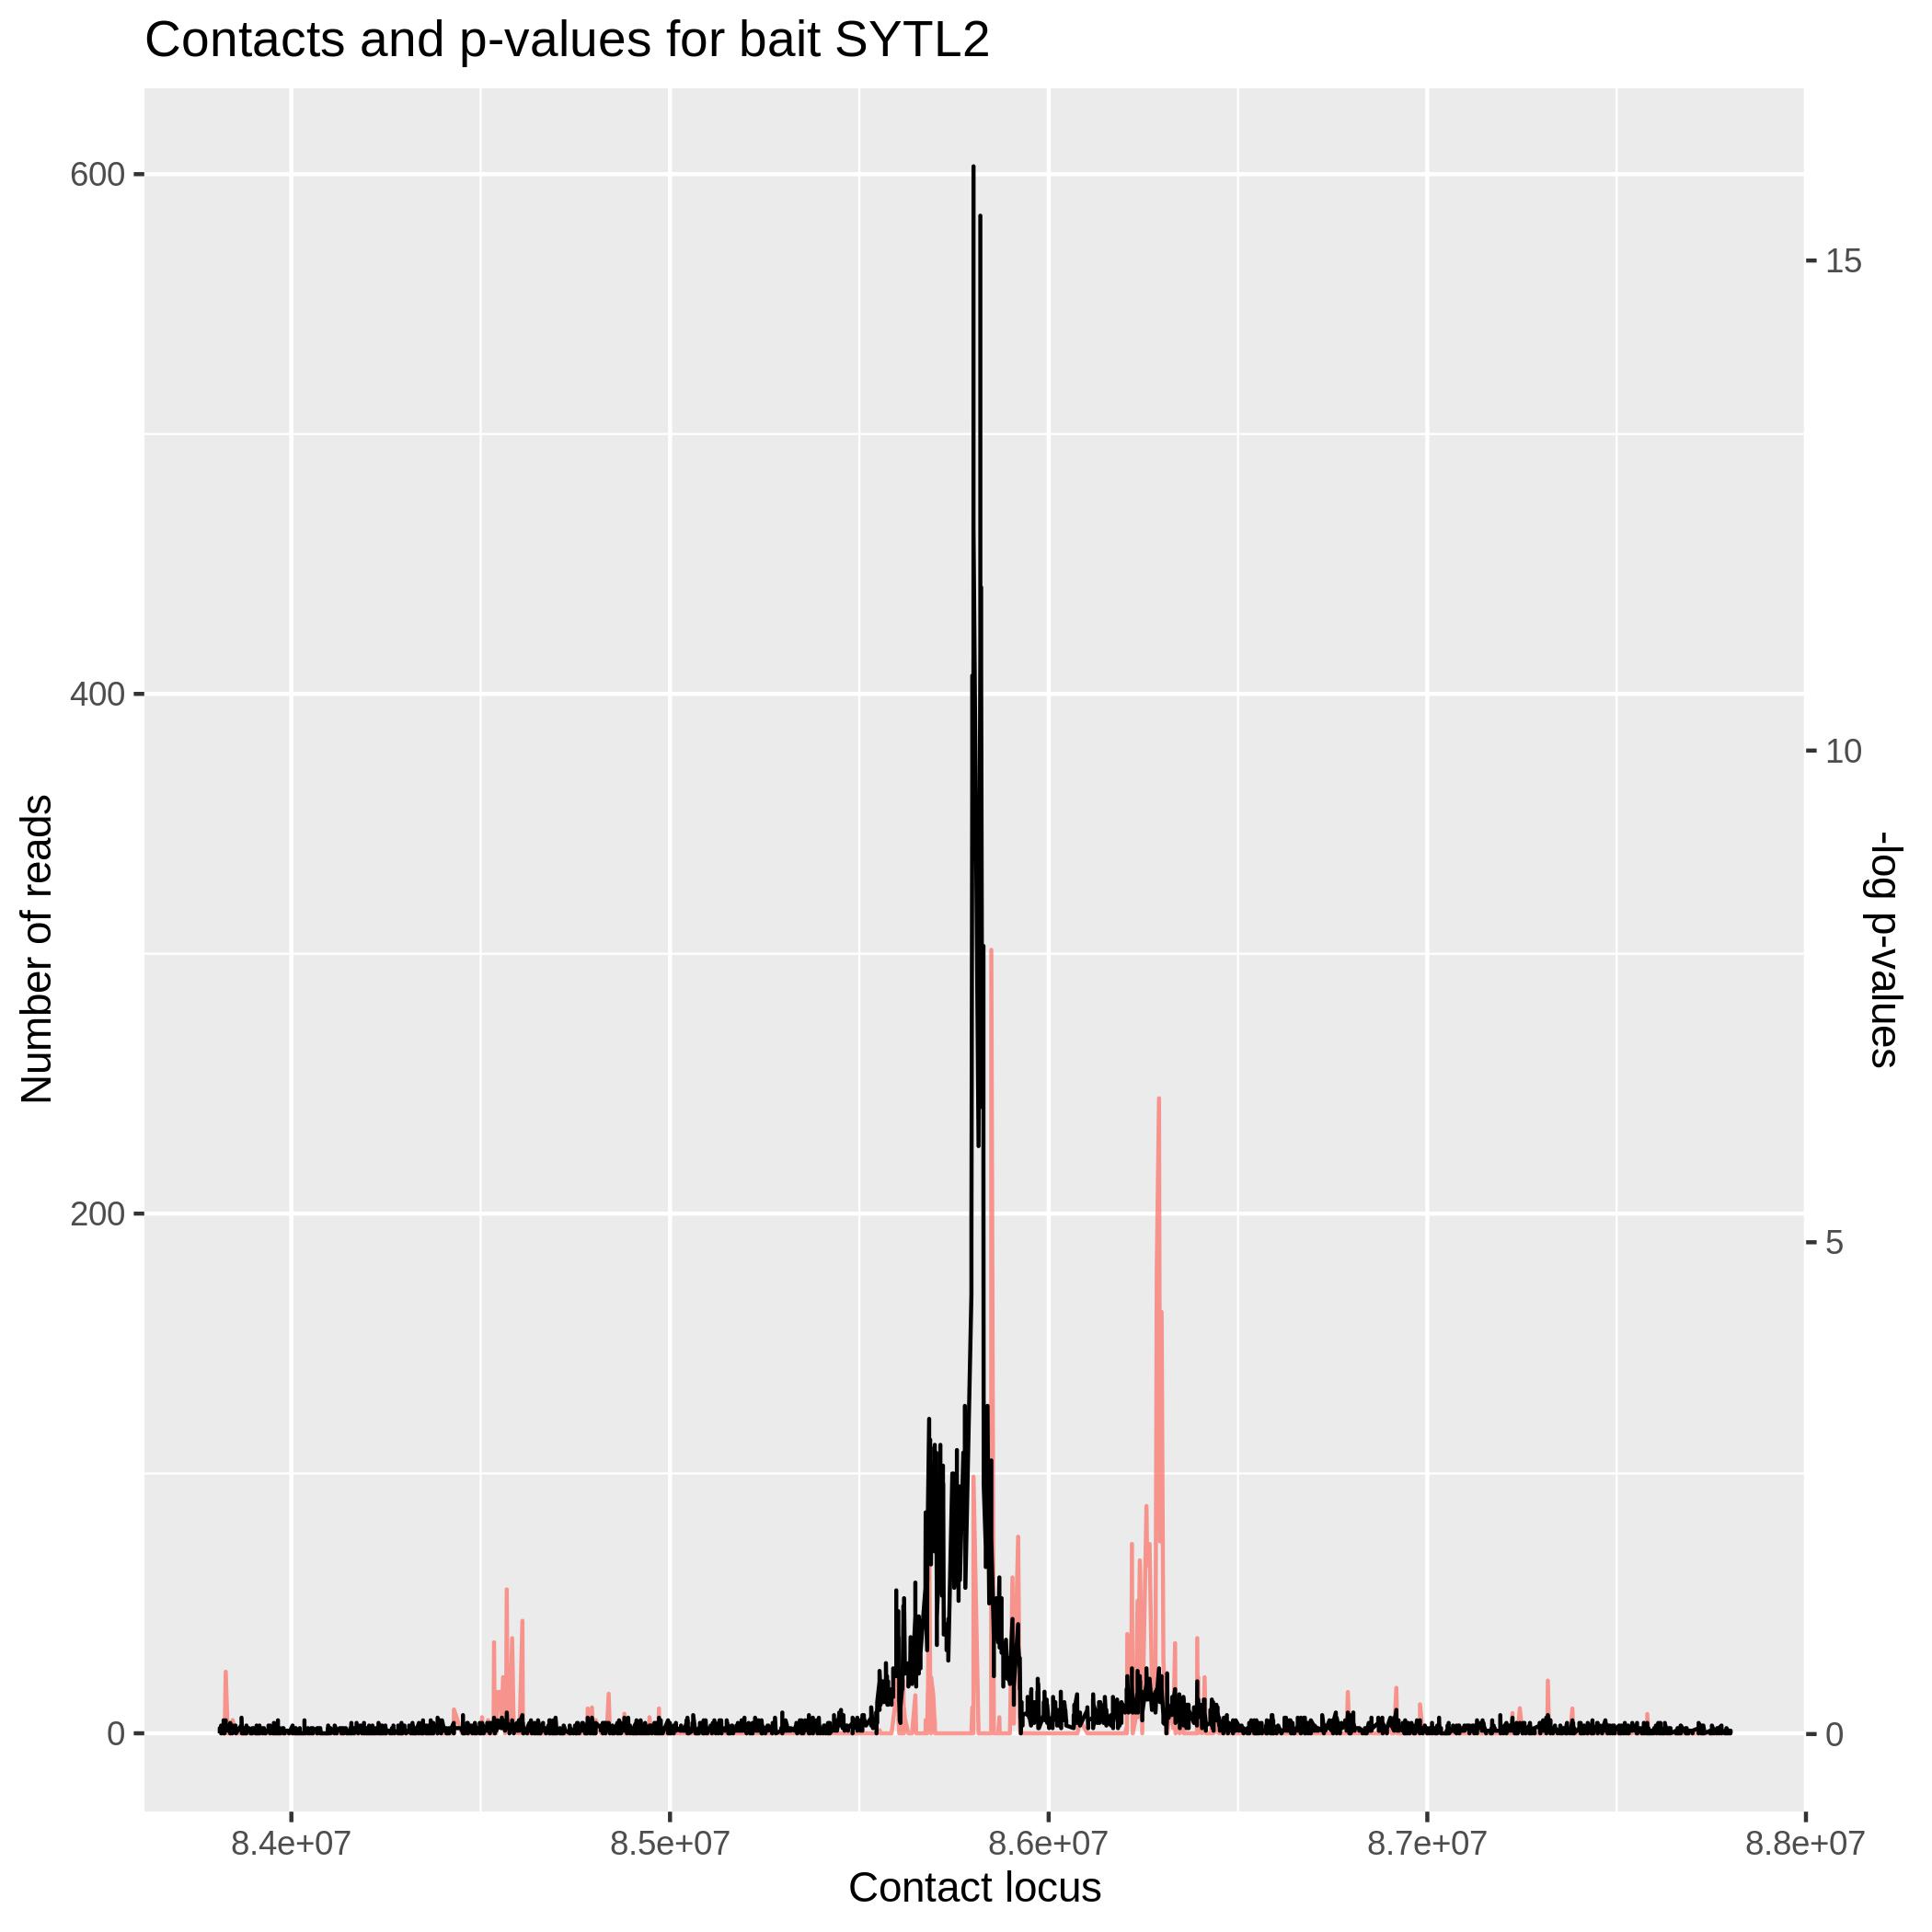 Contacts and p-values for bait SYTL2
600
400
200
0
Number of reads
15
10
5
0
-log p-values
8.4e+07 8.5e+07 8.6e+07 8.7e+07 8.8e+07
Contact locus